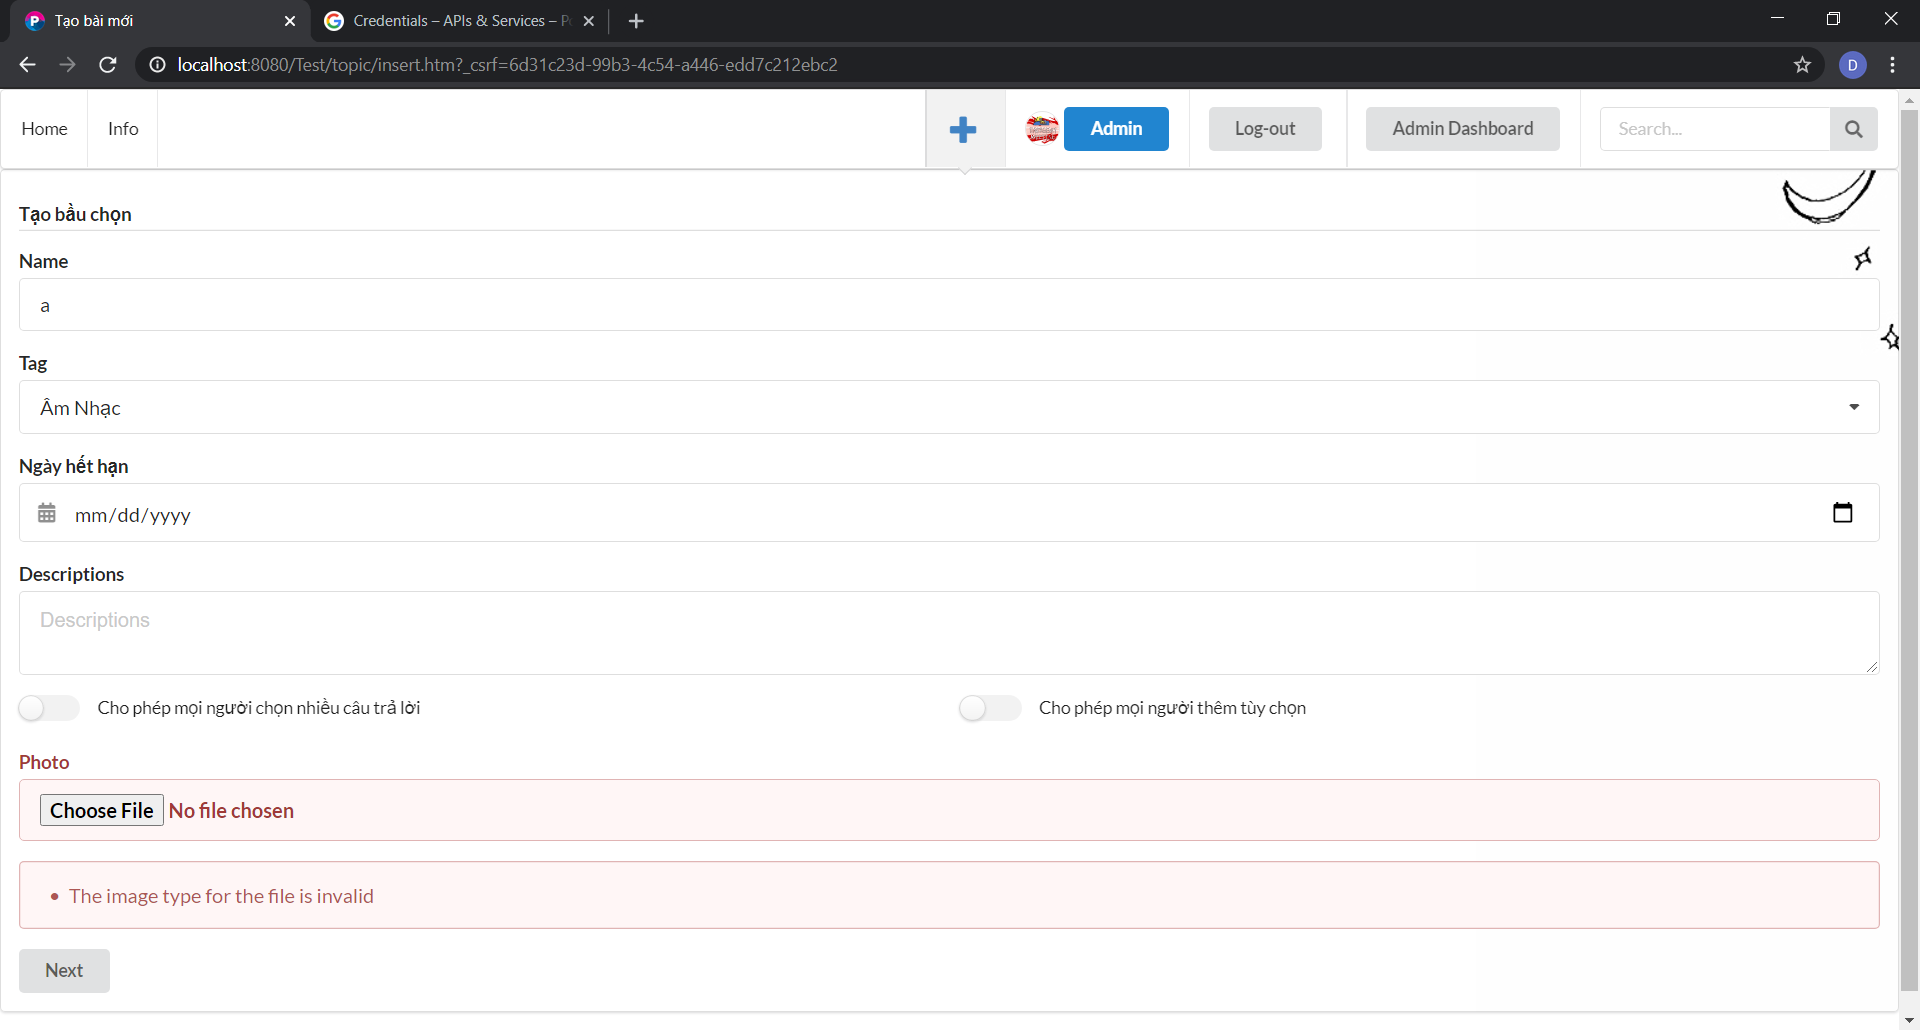 Tạo bài mới
Credentials – APIs & Services – P
localhost:8080/Test/topic/insert.htm?_csrf=6d31c23d-99b3-4c54-a446-edd7c212ebc2
D
Home
Info
Admin
Log-out
Admin Dashboard
Search...
Tạo bầu chọn
Name
a
Tag
Âm Nhạc
Ngày hết hạn
mm/dd/yyyy
Descriptions
Descriptions
Cho phép mọi người chọn nhiều câu trả lời
Cho phép mọi người thêm tùy chọn
Photo
Choose File No file chosen
The image type for the file is invalid
Next